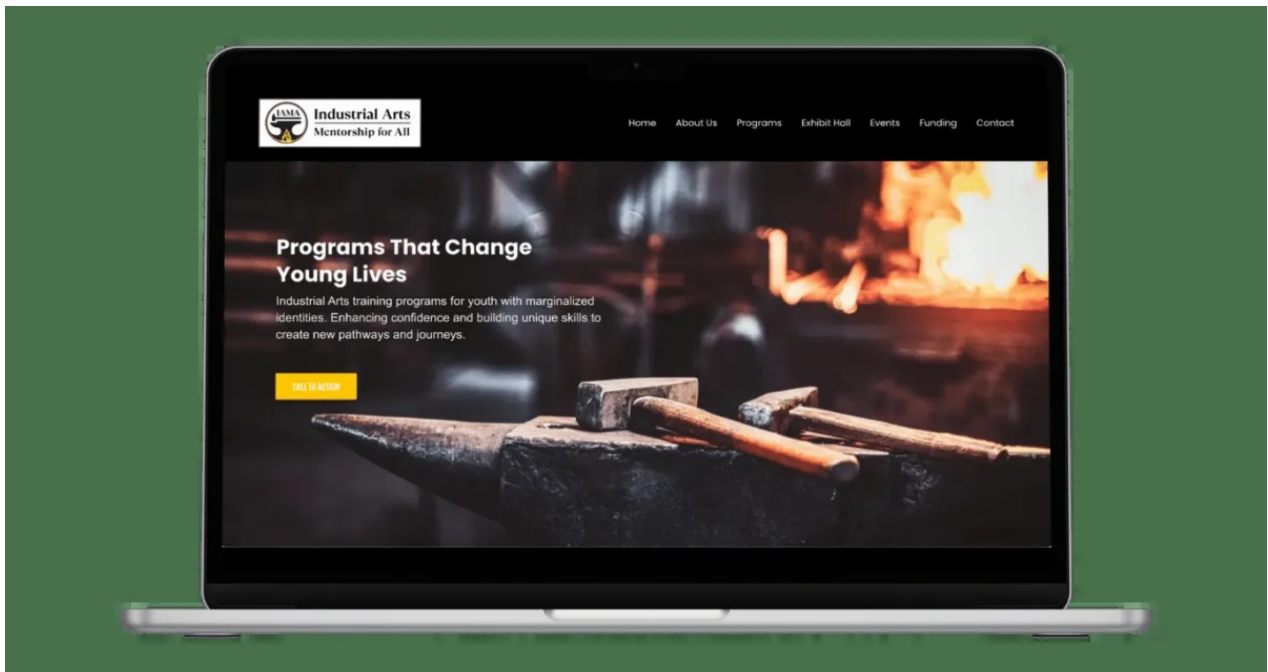 IAMA
Industrial Arts
Mentorship for All
Home About Us Programs Exhibit Hall Events Funding Contact
Programs That Change
Young Lives
Industrial Arts training programs for youth with marginalized
identities. Enhancing confidence and building unique skills to
create new pathways and journeys.
CALL TO ACTION